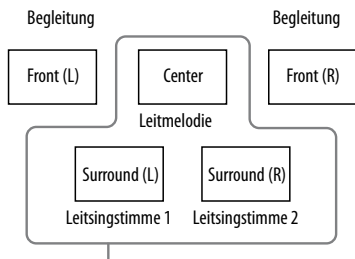 Begleitung Begleitung
Front (L) Center Front (R)
Leitmelodie
Surround (L) Surround (R)
Leitsingstimme 1 Leitsingstimme 2